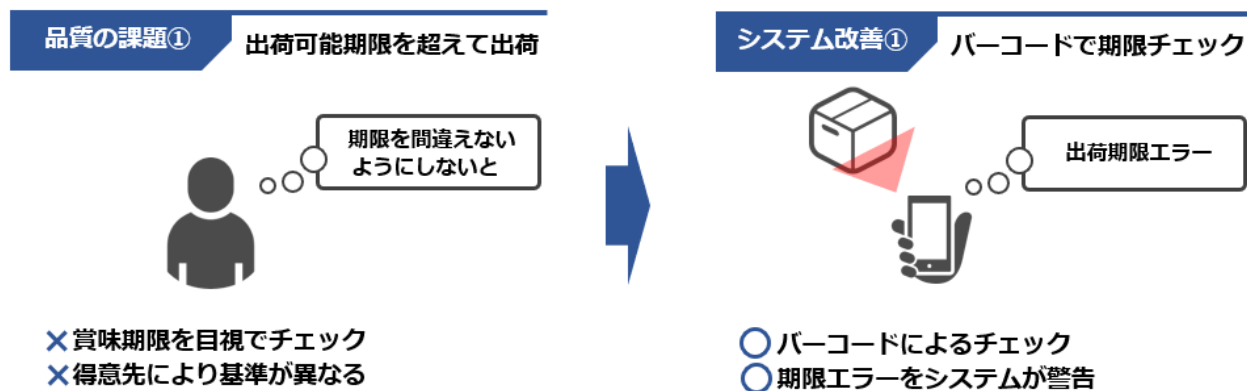 品質の課題①
出荷可能期限を超えて出荷
期限を間違えない
ようにしないと
×賞味期限を目視でチェック
×得意先により基準が異なる
システム改善①
バーコードで期限チェック
出荷期限エラー
○バーコードによるチェック
○期限エラーをシステムが警告